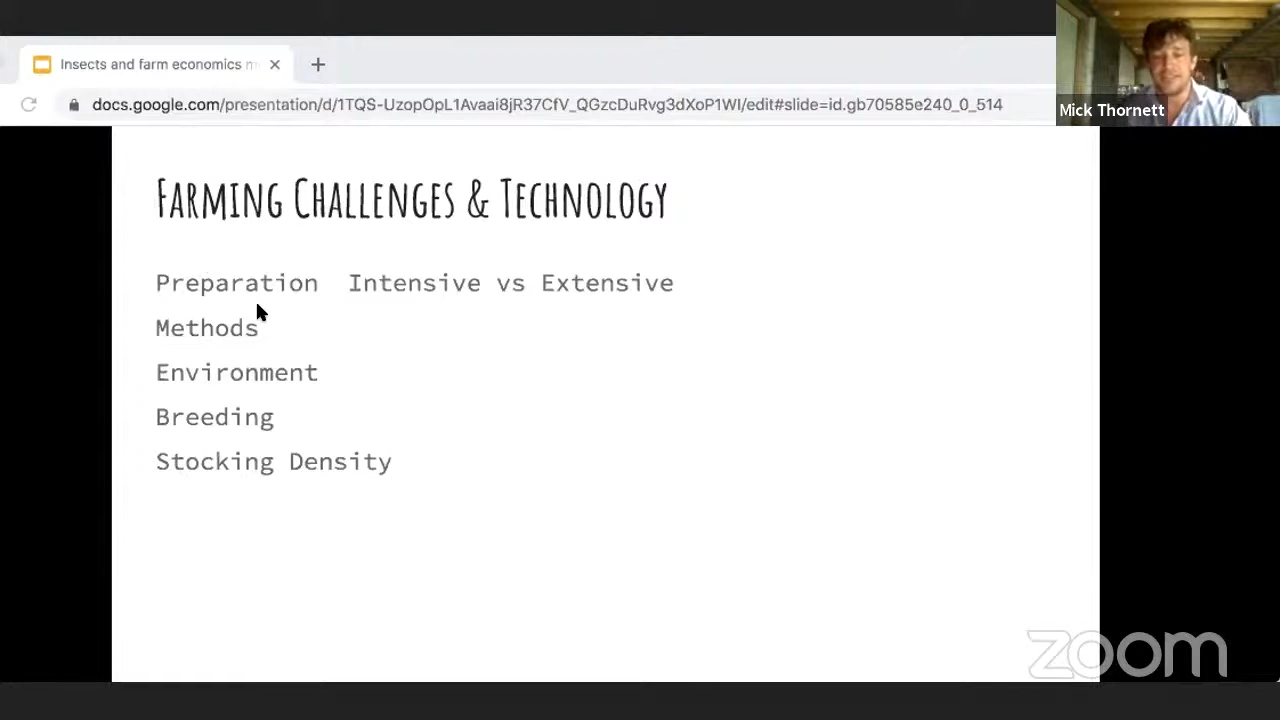 Insects and farm economics m
docs.google.com/presentation/d/1TQS-UzopOpL1Avaai8jR37CfV_QGzcDuRvg3dXoP1WI/edit#slide=id.gb70585e240_0_514
Mick Thornett
FARMING CHALLENGES & TECHNOLOGY
Preparation Intensive vs Extensive
Methods
Environment
Breeding
Stocking Density
zoom